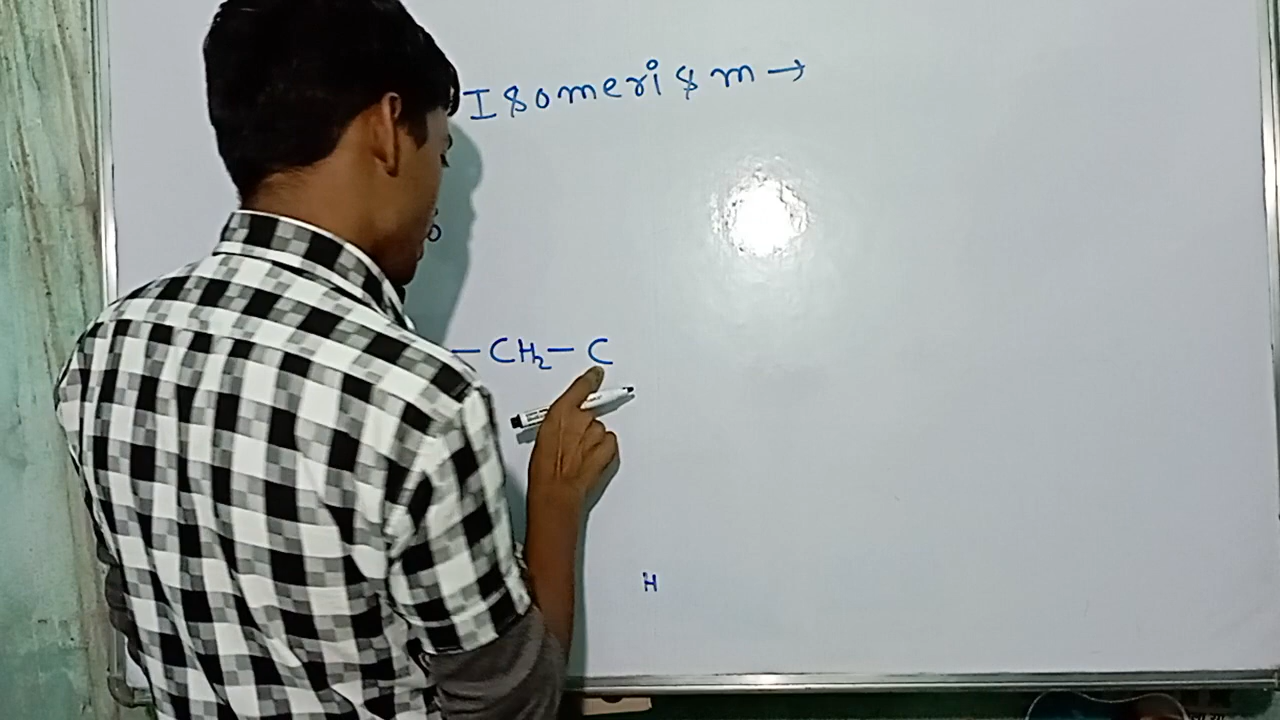 Isomerism →
o
— CH₂ — C
H